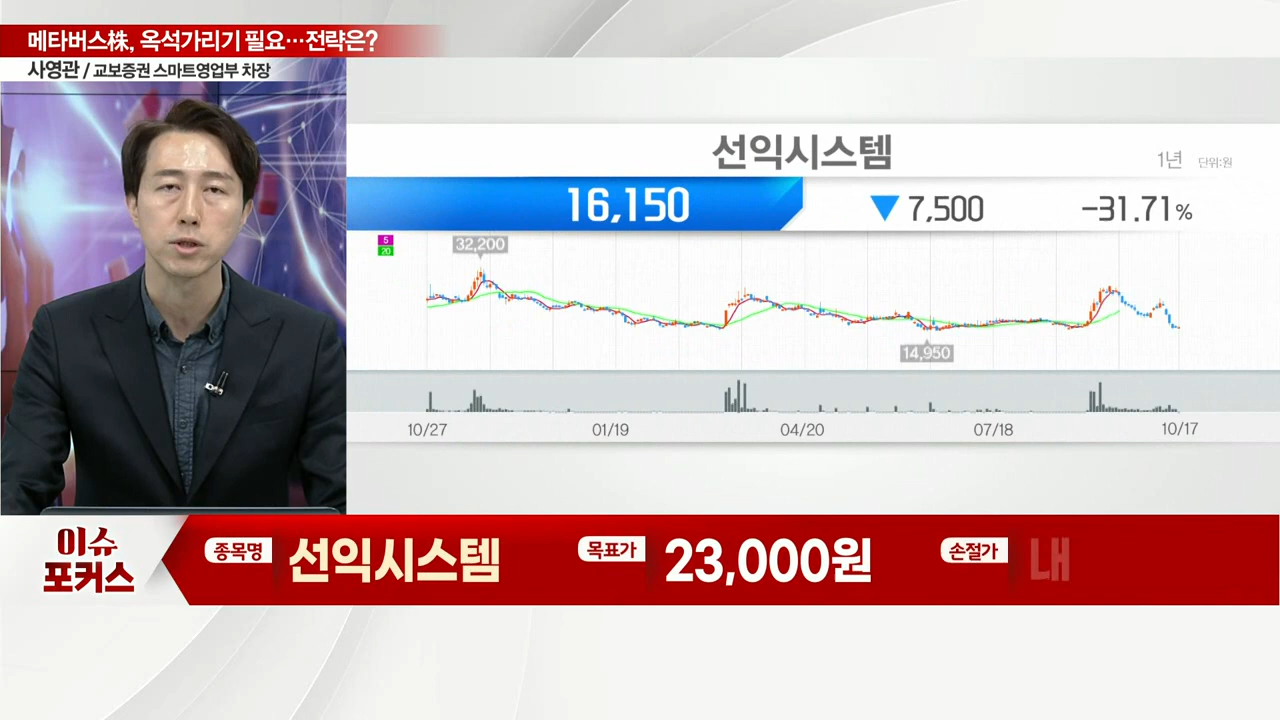 메타버스株, 옥석가리기 필요…전략은?
사영관 / 교보증권 스마트영업부 차장
선익시스템
1년 단위:원
16,150 ▼ 7,500 -31.71%
5
20
32,200
14,950
10/27 01/19 04/20 07/18 10/17
이슈
포커스
종목명 선익시스템 목표가 23,000원 손절가 내